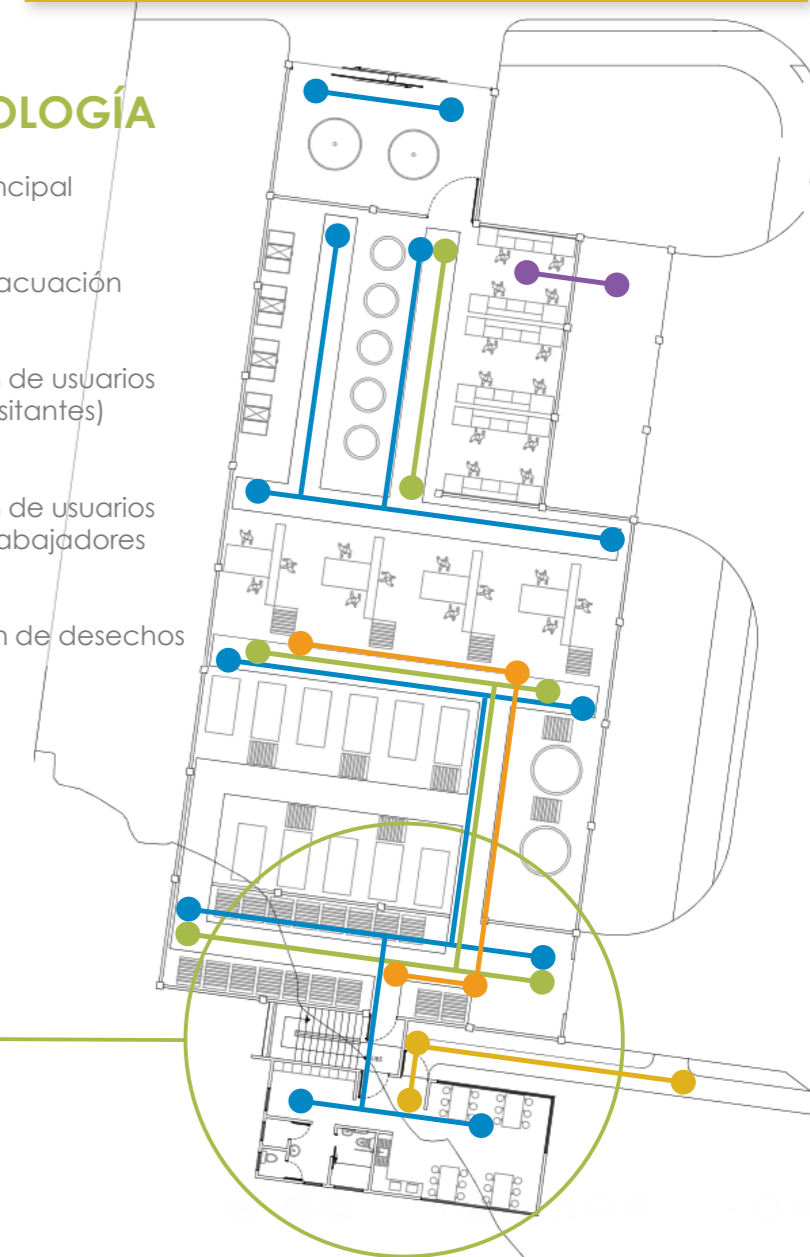 OLOGÍA
ncipal
acuación
n de usuarios
sitantes)
n de usuarios
abajadores
n de desechos